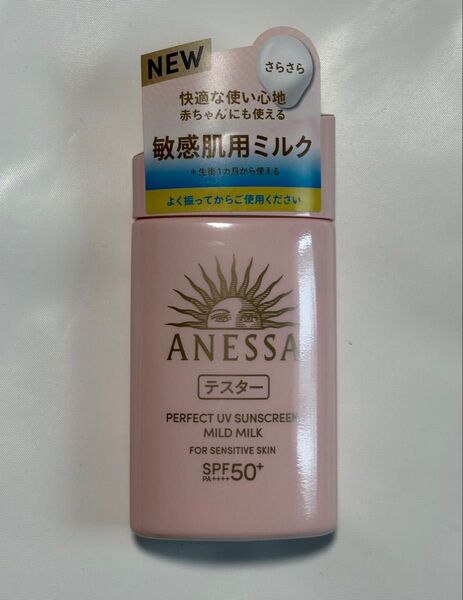 NEW
さらさら
快適な使い心地
赤ちゃん*にも使える
敏感肌用ミルク
*生後1カ月から使える
よく振ってからご使用ください
ANESSA
テスター
PERFECT UV SUNSCREEN
MILD MILK
FOR SENSITIVE SKIN
SPF50+
PA++++